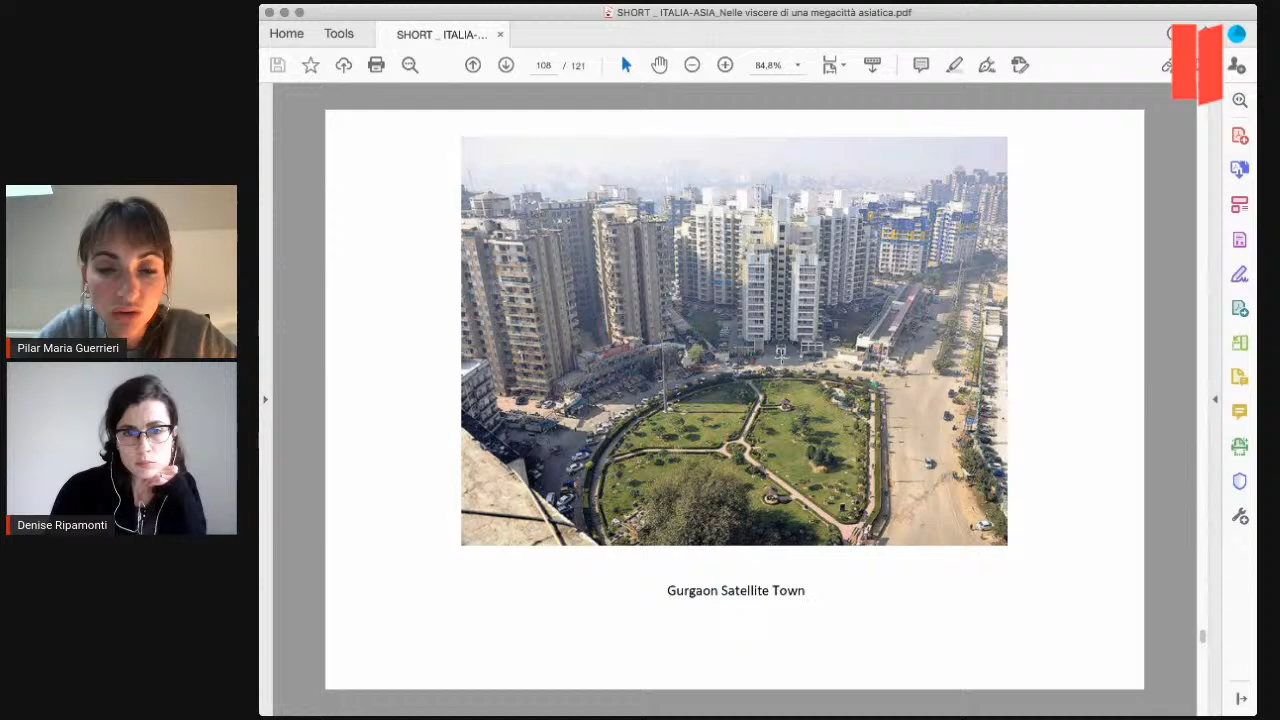 SHORT _ ITALIA-ASIA_Nelle viscere di una megacittà asiatica.pdf
Home Tools SHORT _ ITALIA-... ×
108 / 121 84,8%
Pilar Maria Guerrieri
Denise Ripamonti
Gurgaon Satellite Town